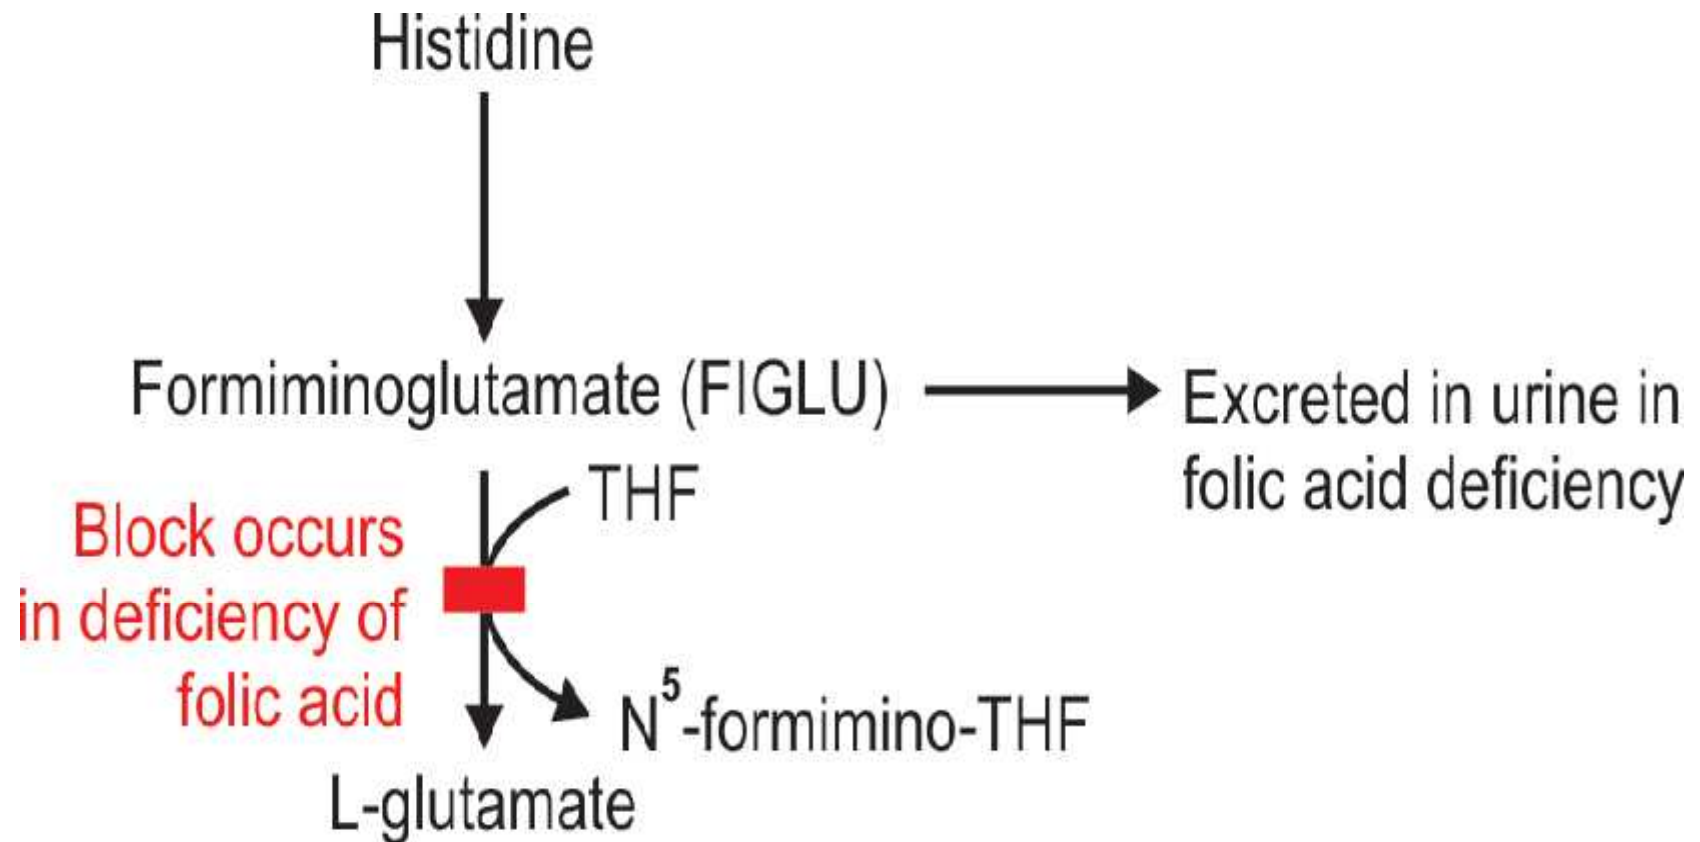 Histidine
Formiminoglutamate (FIGLU)
Excreted in urine in
folic acid deficiency
THF
Block occurs
in deficiency of
folic acid
N⁵-formimino-THF
L-glutamate